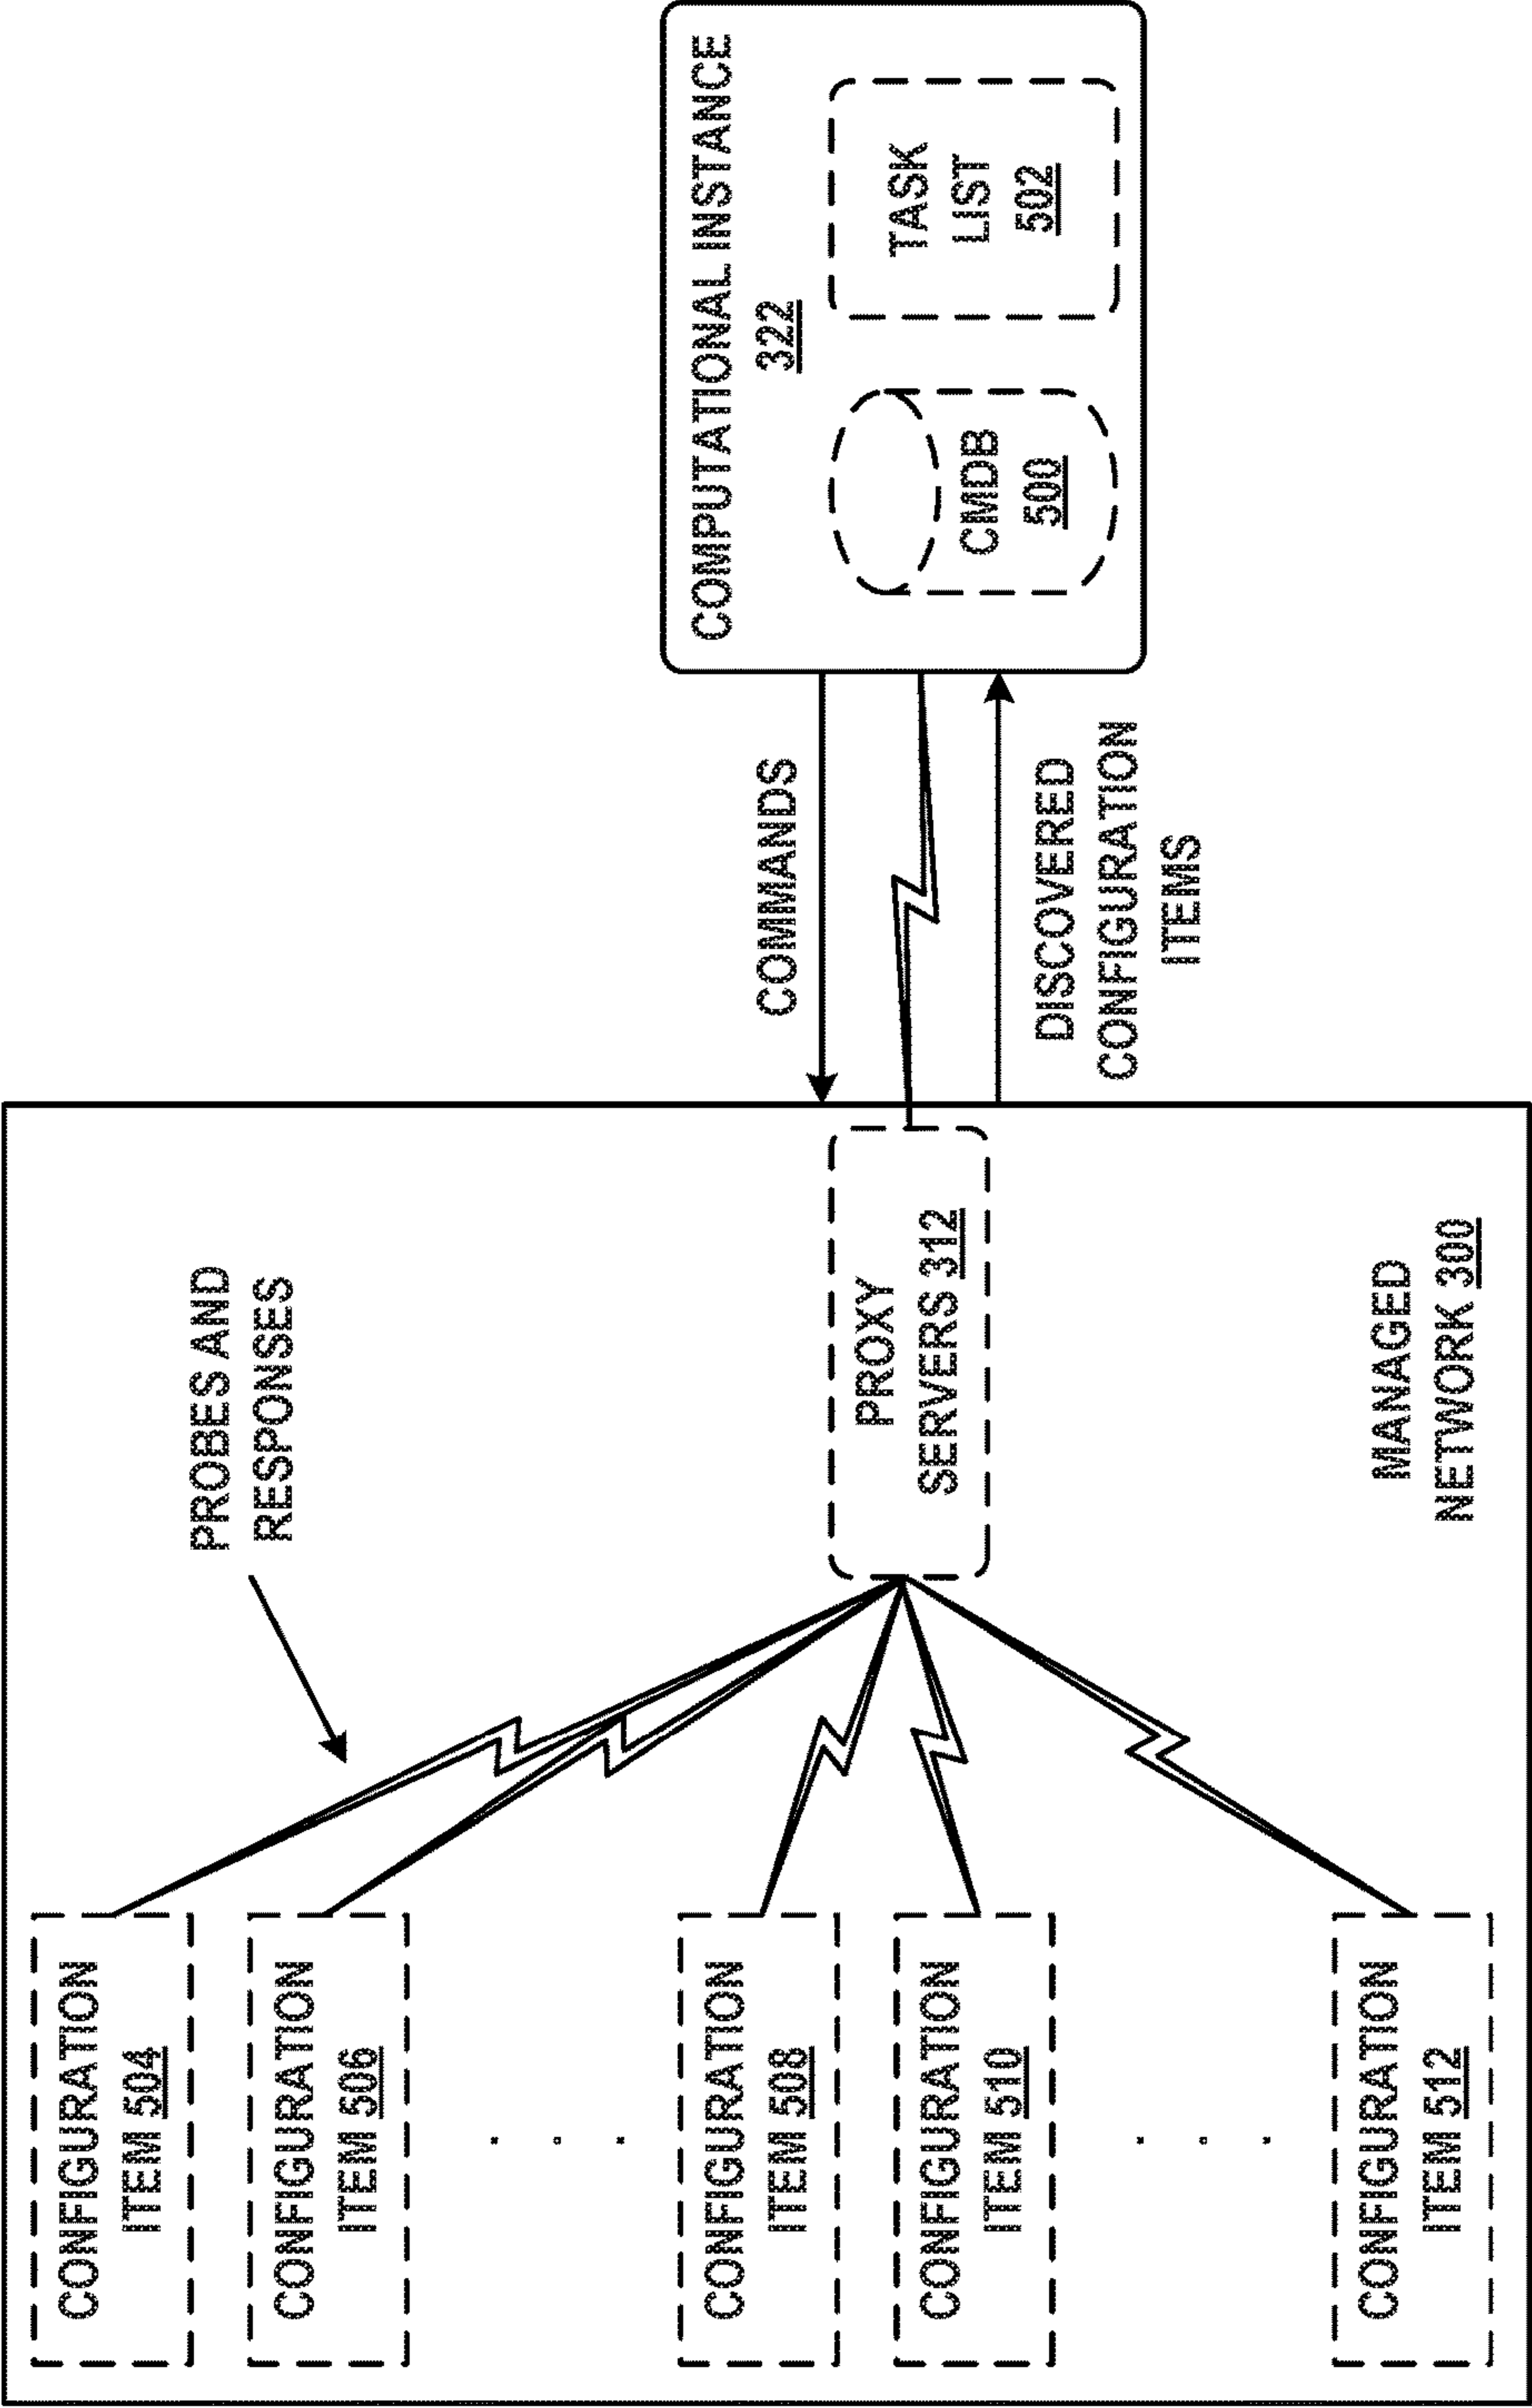 CONFIGURATION
ITEM 504
CONFIGURATION
ITEM 506
CONFIGURATION
ITEM 508
CONFIGURATION
ITEM 510
CONFIGURATION
ITEM 512
PROBES AND
RESPONSES
PROXY
SERVERS 312
MANAGED
NETWORK 300
COMMANDS
DISCOVERED
CONFIGURATION
ITEMS
COMPUTATIONAL INSTANCE
322
CMDB
500
TASK
LIST
502